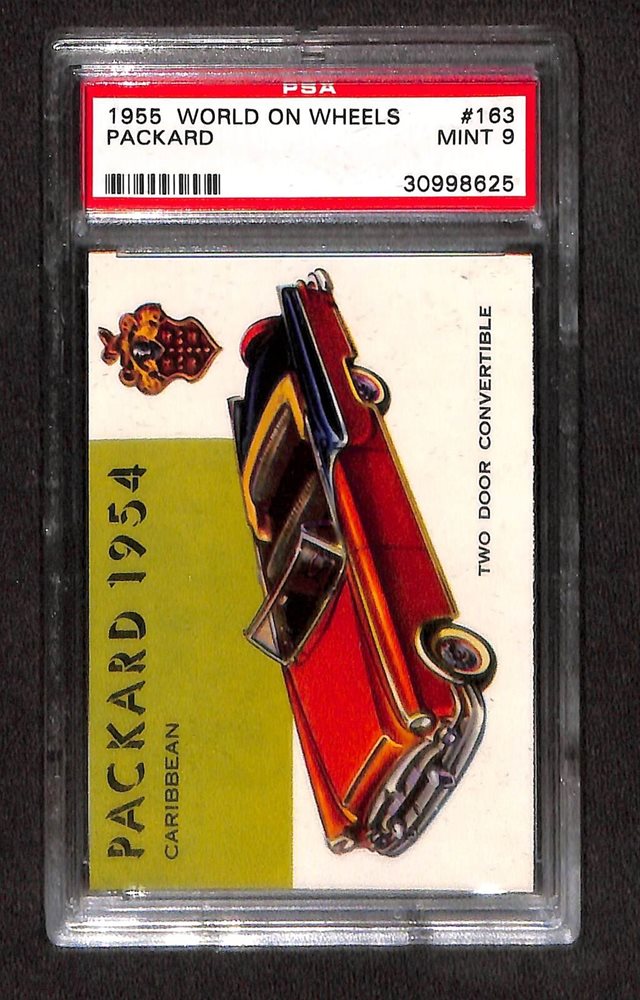 PSA
1955 WORLD ON WHEELS #163
PACKARD MINT 9
30998625
PACKARD 1954
CARIBBEAN
TWO DOOR CONVERTIBLE